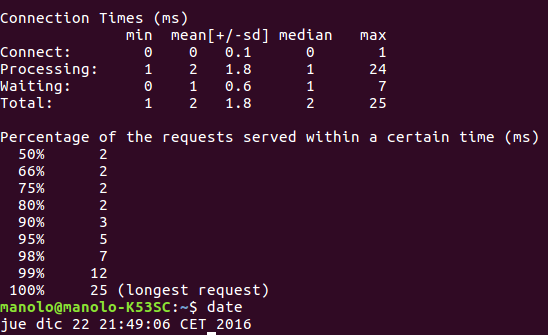 Connection Times (ms)
              min  mean[+/-sd] median   max
Connect:        0    0   0.1      0       1
Processing:     1    2   1.8      1      24
Waiting:        0    1   0.6      1       7
Total:          1    2   1.8      2      25
Percentage of the requests served within a certain time (ms)
  50%      2
  66%      2
  75%      2
  80%      2
  90%      3
  95%      5
  98%      7
  99%     12
 100%     25 (longest request)
manolo@manolo-K53SC:~$ date
jue dic 22 21:49:06 CET 2016